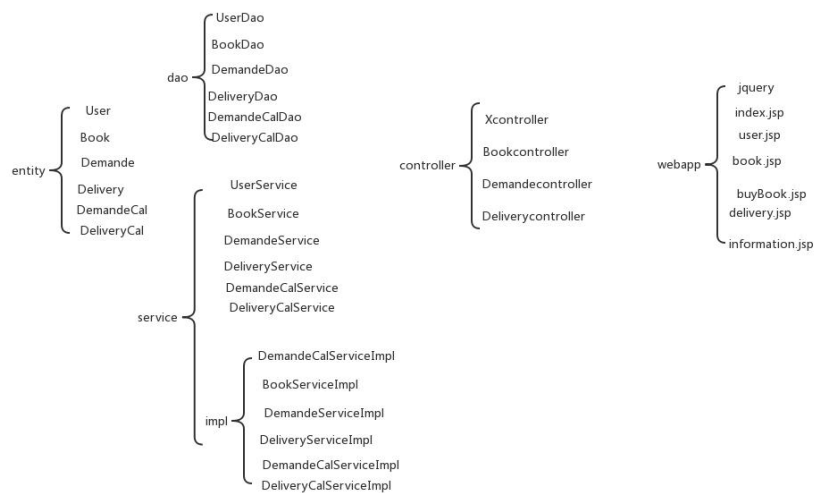 entity
User
Book
Demande
Delivery
DemandeCal
DeliveryCal
dao
UserDao
BookDao
DemandeDao
DeliveryDao
DemandeCalDao
DeliveryCalDao
service
UserService
BookService
DemandeService
DeliveryService
DemandeCalService
DeliveryCalService
impl
DemandeCalServiceImpl
BookServiceImpl
DemandeServiceImpl
DeliveryServiceImpl
DemandeCalServiceImpl
DeliveryCalServiceImpl
controller
Xcontroller
Bookcontroller
Demandecontroller
Deliverycontroller
webapp
jquery
index.jsp
user.jsp
book.jsp
buyBook.jsp
delivery.jsp
information.jsp